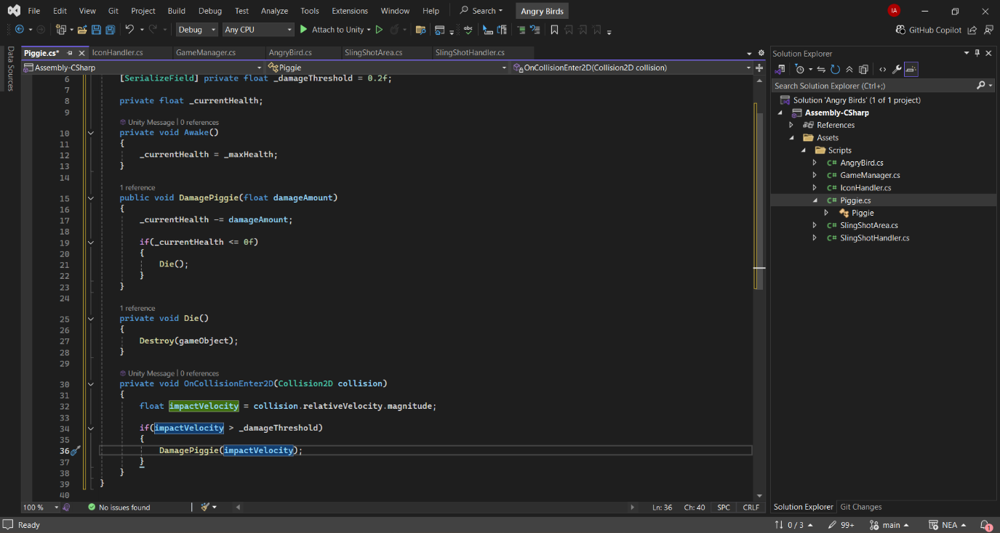 File Edit View Git Project Build Debug Test Analyze Tools Extensions Window Help Search Angry Birds IA
Debug Any CPU Attach to Unity GitHub Copilot
Data Sources
Piggie.cs* IconHandler.cs GameManager.cs AngryBird.cs SlingShotArea.cs SlingShotHandler.cs
Assembly-CSharp Piggie OnCollisionEnter2D(Collision2D collision)
6 [SerializeField] private float _damageThreshold = 0.2f;
7
8 private float _currentHealth;
9
Unity Message | 0 references
10 private void Awake()
11 {
12 _currentHealth = _maxHealth;
13 }
14
1 reference
15 public void DamagePiggie(float damageAmount)
16 {
17 _currentHealth -= damageAmount;
18
19 if(_currentHealth <= 0f)
20 {
21 Die();
22 }
23 }
24
1 reference
25 private void Die()
26 {
27 Destroy(gameObject);
28 }
29
Unity Message | 0 references
30 private void OnCollisionEnter2D(Collision2D collision)
31 {
32 float impactVelocity = collision.relativeVelocity.magnitude;
33
34 if(impactVelocity > _damageThreshold)
35 {
36 DamagePiggie(impactVelocity);
37 }
38 }
39 }
40
100 % No issues found Ln: 36 Ch: 40 SPC CRLF
Solution Explorer
Search Solution Explorer (Ctrl+;)
Solution 'Angry Birds' (1 of 1 project)
Assembly-CSharp
References
Assets
Scripts
C# AngryBird.cs
C# GameManager.cs
C# IconHandler.cs
C# Piggie.cs
Piggie
C# SlingShotArea.cs
C# SlingShotHandler.cs
Solution Explorer Git Changes
Ready 0 / 3 99+ main NEA 1